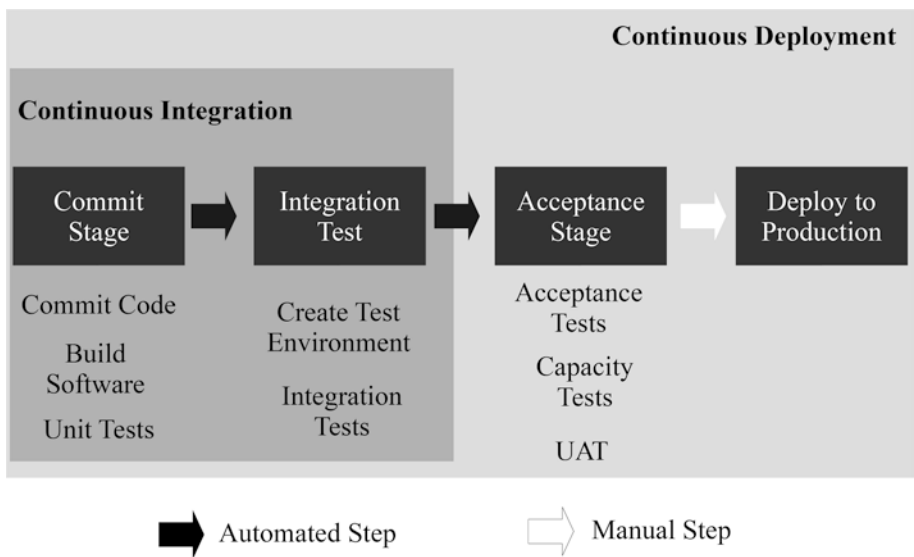 Continuous Deployment
Continuous Integration
Commit
Stage
Integration
Test
Acceptance
Stage
Deploy to
Production
Commit Code
Build
Software
Unit Tests
Create Test
Environment
Integration
Tests
Acceptance
Tests
Capacity
Tests
UAT
Automated Step
Manual Step